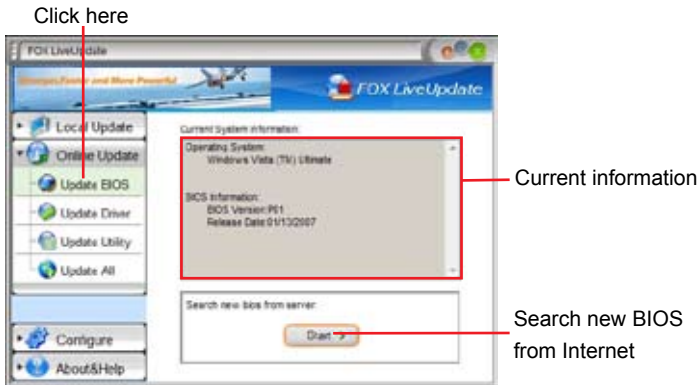 Click here
FOX LiveUpdate
FOX LiveUpdate
Local Update
Online Update
Update BIOS
Update Driver
Update Utility
Update All
Configure
About&Help
Current System information:
Operating System:
Windows Vista (TM) Ultimate
BIOS Information:
BIOS Version:P01
Release Date:01/13/2007
Search new bios from server:
Start
Current information
Search new BIOS
from Internet